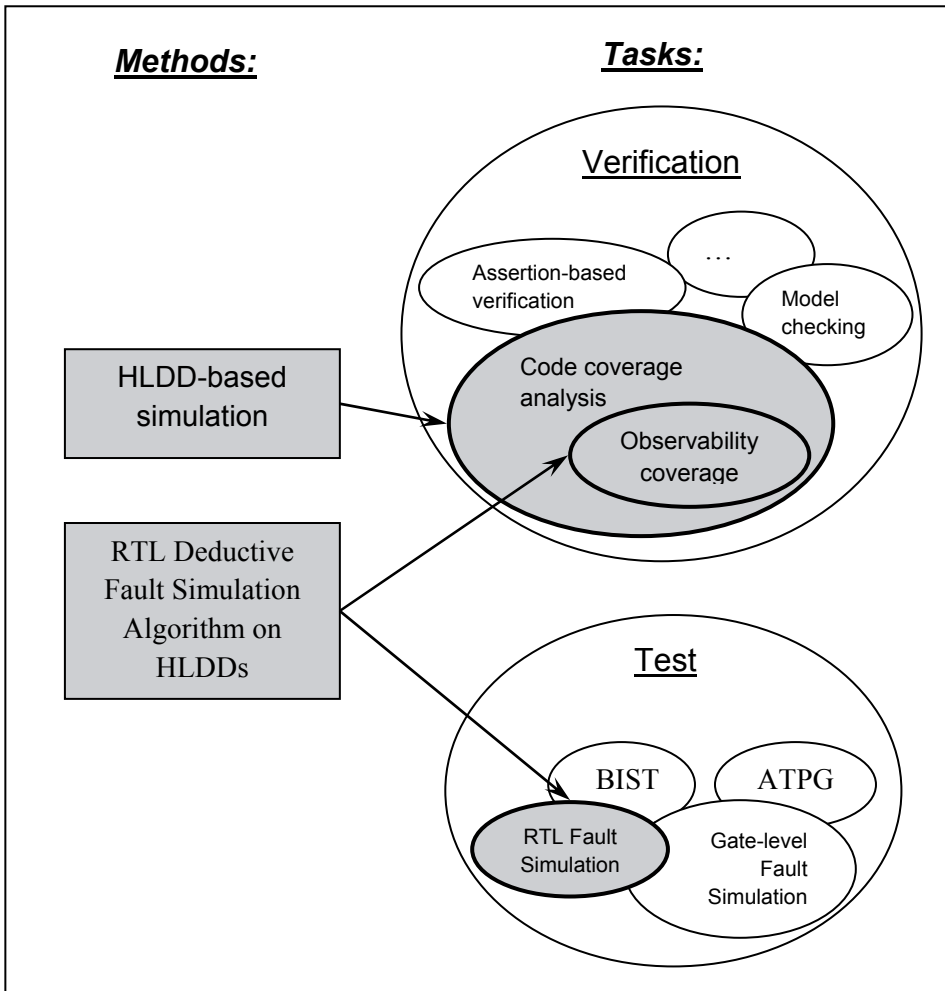 Methods:
Tasks:
Verification
…
Assertion-based
verification
Model
checking
HLDD-based
simulation
Code coverage
analysis
Observability
coverage
RTL Deductive
Fault Simulation
Algorithm on
HLDDs
Test
BIST
ATPG
RTL Fault
Simulation
Gate-level
Fault
Simulation